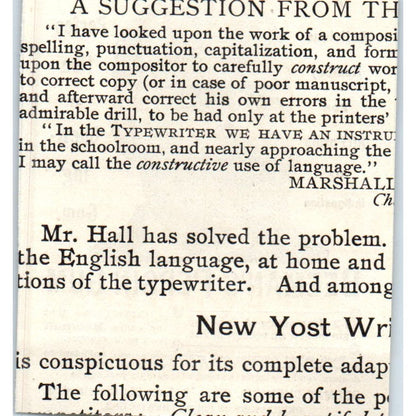 A SUGGESTION FROM TH
"I have looked upon the work of a composi
spelling, punctuation, capitalization, and form
upon the compositor to carefully construct wor
to correct copy (or in case of poor manuscript,
and afterward correct his own errors in the
admirable drill, to be had only at the printers'
"In the TYPEWRITER WE HAVE AN INSTRU
in the schoolroom, and nearly approaching the
I may call the constructive use of language."
MARSHALL
Ch
Mr. Hall has solved the problem.
the English language, at home and
tions of the typewriter. And among
New Yost Wri
is conspicuous for its complete adap
The following are some of the p